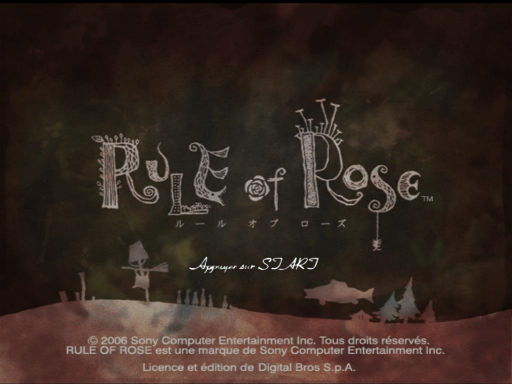 RULE of ROSE™
ルール オブ ローズ
Appuyer sur START
© 2006 Sony Computer Entertainment Inc. Tous droits réservés.
RULE OF ROSE est une marque de Sony Computer Entertainment Inc.
Licence et édition de Digital Bros S.p.A.